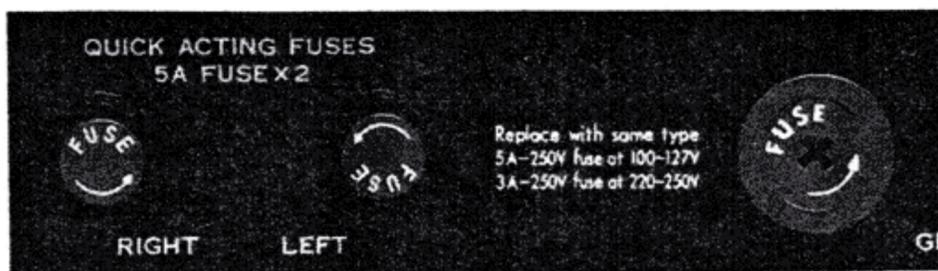 QUICK ACTING FUSES
5A FUSE X 2
FUSE
FUSE
Replace with same type
5A-250V fuse at 100-127V
3A-250V fuse at 220-250V
FUSE
RIGHT
LEFT